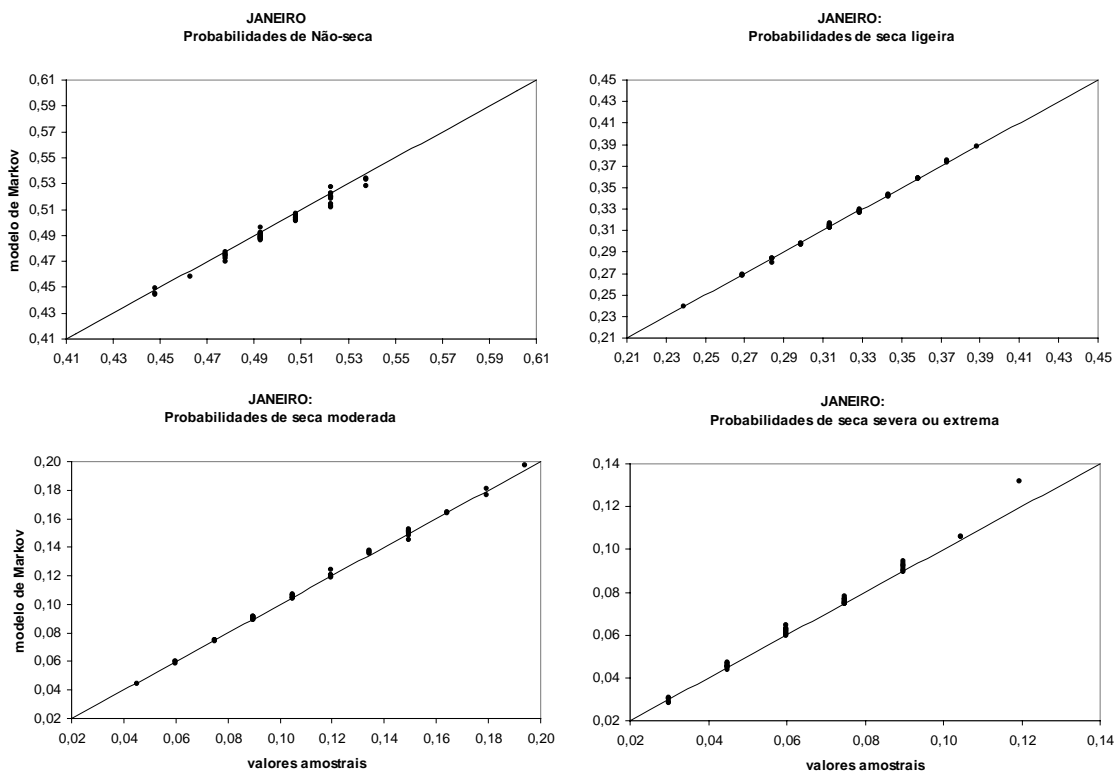 JANEIRO
Probabilidades de Não-seca
0,61
0,59
0,57
0,55
0,53
0,51
0,49
0,47
0,45
0,43
0,41
modelo de Markov
0,41 0,43 0,45 0,47 0,49 0,51 0,53 0,55 0,57 0,59 0,61
JANEIRO:
Probabilidades de seca ligeira
0,45
0,43
0,41
0,39
0,37
0,35
0,33
0,31
0,29
0,27
0,25
0,23
0,21
0,21 0,23 0,25 0,27 0,29 0,31 0,33 0,35 0,37 0,39 0,41 0,43 0,45
JANEIRO:
Probabilidades de seca moderada
0,20
0,18
0,16
0,14
0,12
0,10
0,08
0,06
0,04
0,02
modelo de Markov
0,02 0,04 0,06 0,08 0,10 0,12 0,14 0,16 0,18 0,20
valores amostrais
JANEIRO:
Probabilidades de seca severa ou extrema
0,14
0,12
0,10
0,08
0,06
0,04
0,02
0,02 0,04 0,06 0,08 0,10 0,12 0,14
valores amostrais